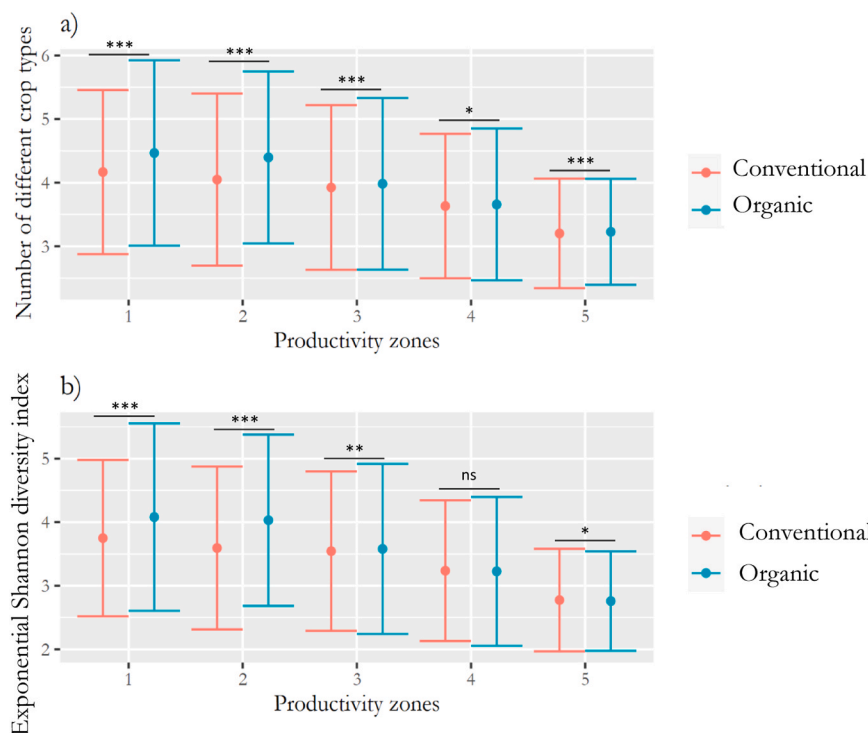 a)
Number of different crop types
6
5
4
3
***
***
***
*
***
1 2 3 4 5
Productivity zones
Conventional
Organic
b)
Exponential Shannon diversity index
5
4
3
2
***
***
**
ns
*
1 2 3 4 5
Productivity zones
Conventional
Organic